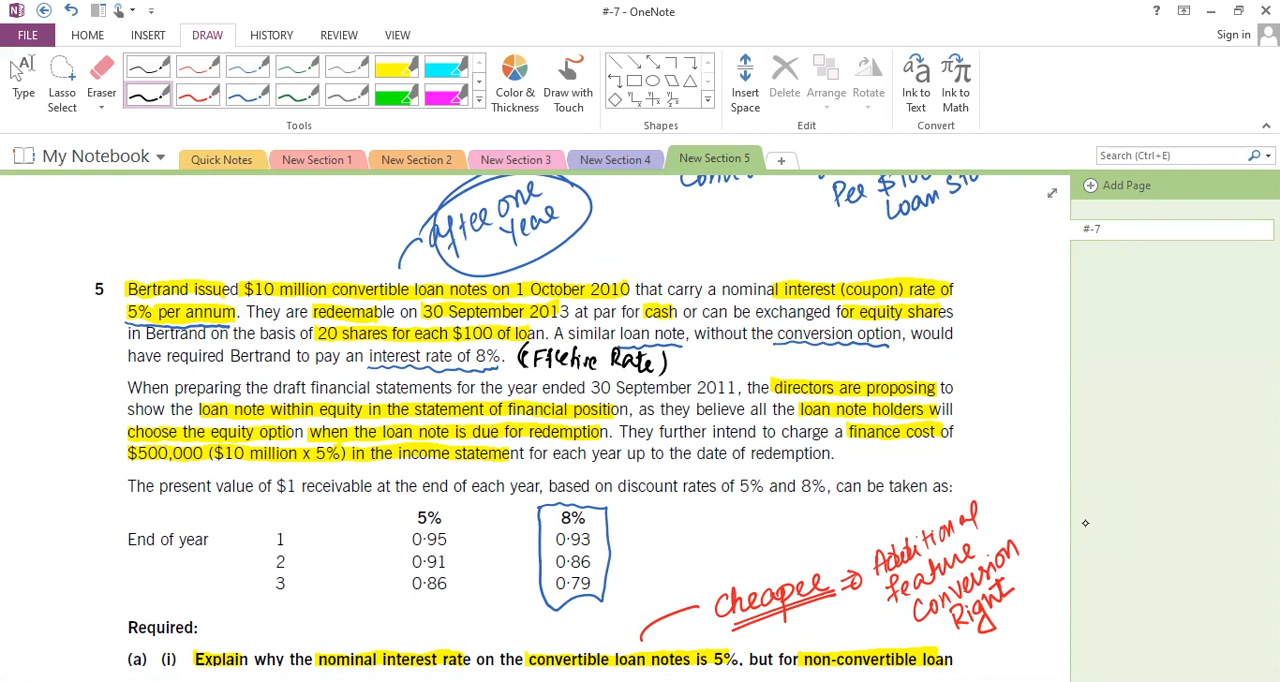 #-7 - OneNote
?
Sign in
FILE HOME INSERT DRAW HISTORY REVIEW VIEW
Type
Lasso Select
Eraser
Color & Thickness
Draw with Touch
Insert Space
Delete
Arrange
Rotate
Ink to Text
Ink to Math
Tools
Shapes
Edit
Convert
My Notebook
Quick Notes
New Section 1
New Section 2
New Section 3
New Section 4
New Section 5
Search (Ctrl+E)
Add Page
#-7
after one
year
Per $100
Loan
5 Bertrand issued $10 million convertible loan notes on 1 October 2010 that carry a nominal interest (coupon) rate of
5% per annum. They are redeemable on 30 September 2013 at par for cash or can be exchanged for equity shares
in Bertrand on the basis of 20 shares for each $100 of loan. A similar loan note, without the conversion option, would
have required Bertrand to pay an interest rate of 8%. (Effective Rate)
When preparing the draft financial statements for the year ended 30 September 2011, the directors are proposing to
show the loan note within equity in the statement of financial position, as they believe all the loan note holders will
choose the equity option when the loan note is due for redemption. They further intend to charge a finance cost of
$500,000 ($10 million x 5%) in the income statement for each year up to the date of redemption.
The present value of $1 receivable at the end of each year, based on discount rates of 5% and 8%, can be taken as:
5% 8%
End of year 1 0·95 0·93
2 0·91 0·86
3 0·86 0·79
Cheaper ⇒ Additional
feature
Conversion
Right
Required:
(a) (i) Explain why the nominal interest rate on the convertible loan notes is 5%, but for non-convertible loan